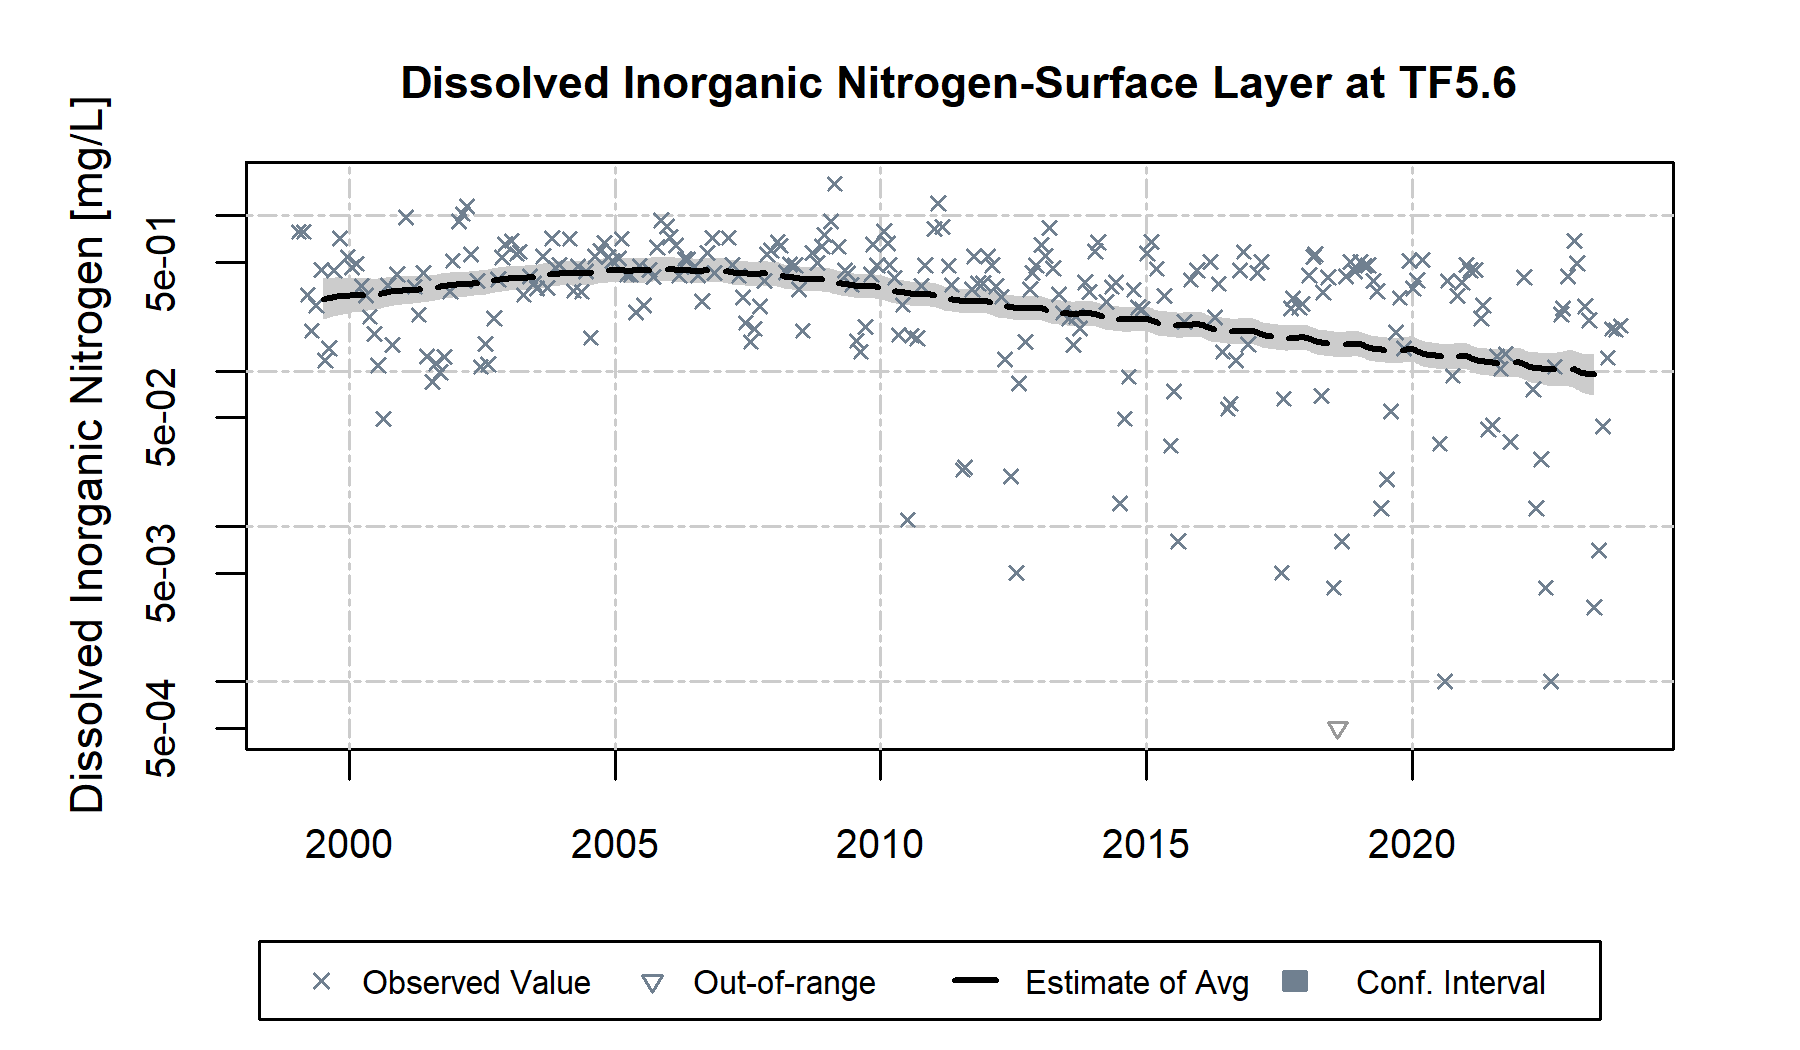 Dissolved Inorganic Nitrogen-Surface Layer at TF5.6
Dissolved Inorganic Nitrogen [mg/L]
5e-01
5e-02
5e-03
5e-04
2000 2005 2010 2015 2020
Observed Value Out-of-range Estimate of Avg Conf. Interval